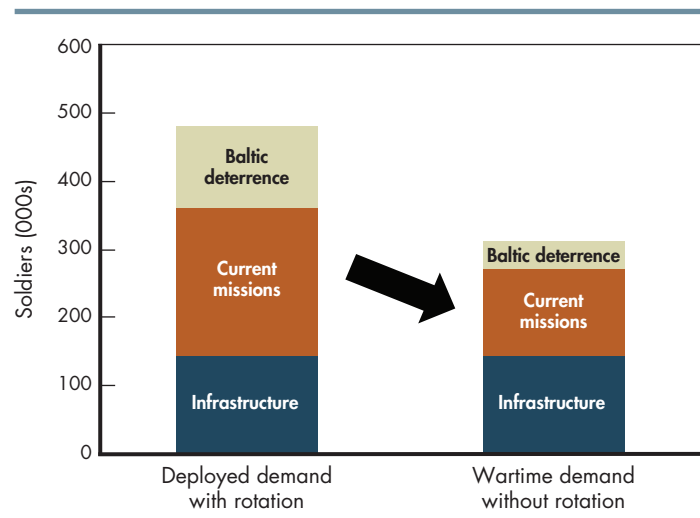 Soldiers (000s)
600
500
400
300
200
100
0
Baltic
deterrence
Current
missions
Infrastructure
Baltic deterrence
Current
missions
Infrastructure
Deployed demand
with rotation
Wartime demand
without rotation